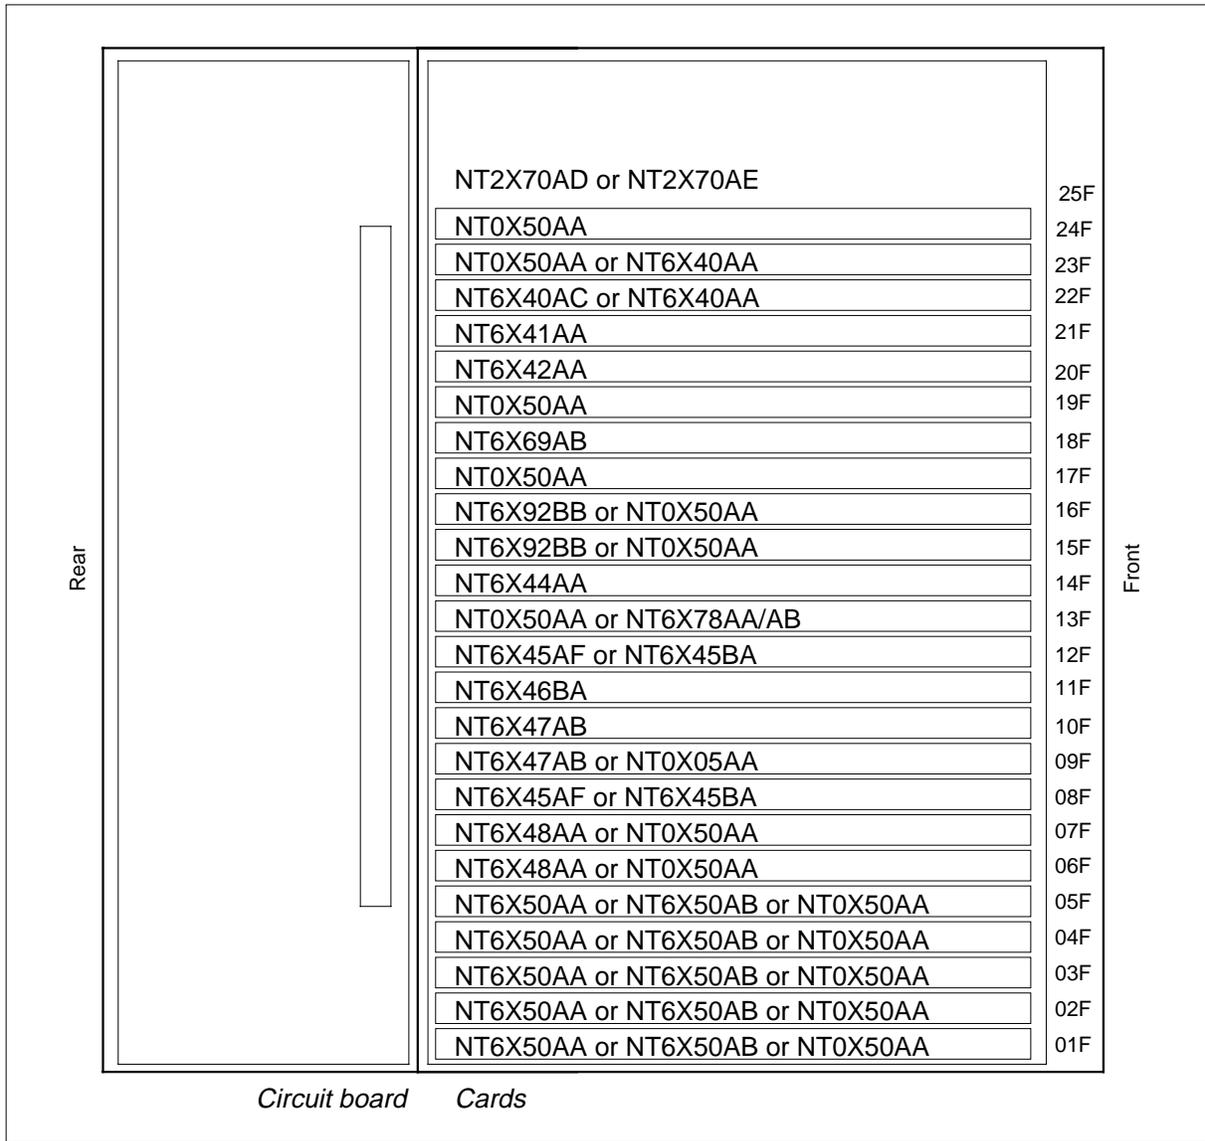 NT2X70AD or NT2X70AE 25F
NT0X50AA 24F
NT0X50AA or NT6X40AA 23F
NT6X40AC or NT6X40AA 22F
NT6X41AA 21F
NT6X42AA 20F
NT0X50AA 19F
NT6X69AB 18F
NT0X50AA 17F
NT6X92BB or NT0X50AA 16F
NT6X92BB or NT0X50AA 15F
Rear
Front
NT6X44AA 14F
NT0X50AA or NT6X78AA/AB 13F
NT6X45AF or NT6X45BA 12F
NT6X46BA 11F
NT6X47AB 10F
NT6X47AB or NT0X05AA 09F
NT6X45AF or NT6X45BA 08F
NT6X48AA or NT0X50AA 07F
NT6X48AA or NT0X50AA 06F
NT6X50AA or NT6X50AB or NT0X50AA 05F
NT6X50AA or NT6X50AB or NT0X50AA 04F
NT6X50AA or NT6X50AB or NT0X50AA 03F
NT6X50AA or NT6X50AB or NT0X50AA 02F
NT6X50AA or NT6X50AB or NT0X50AA 01F
Circuit board Cards